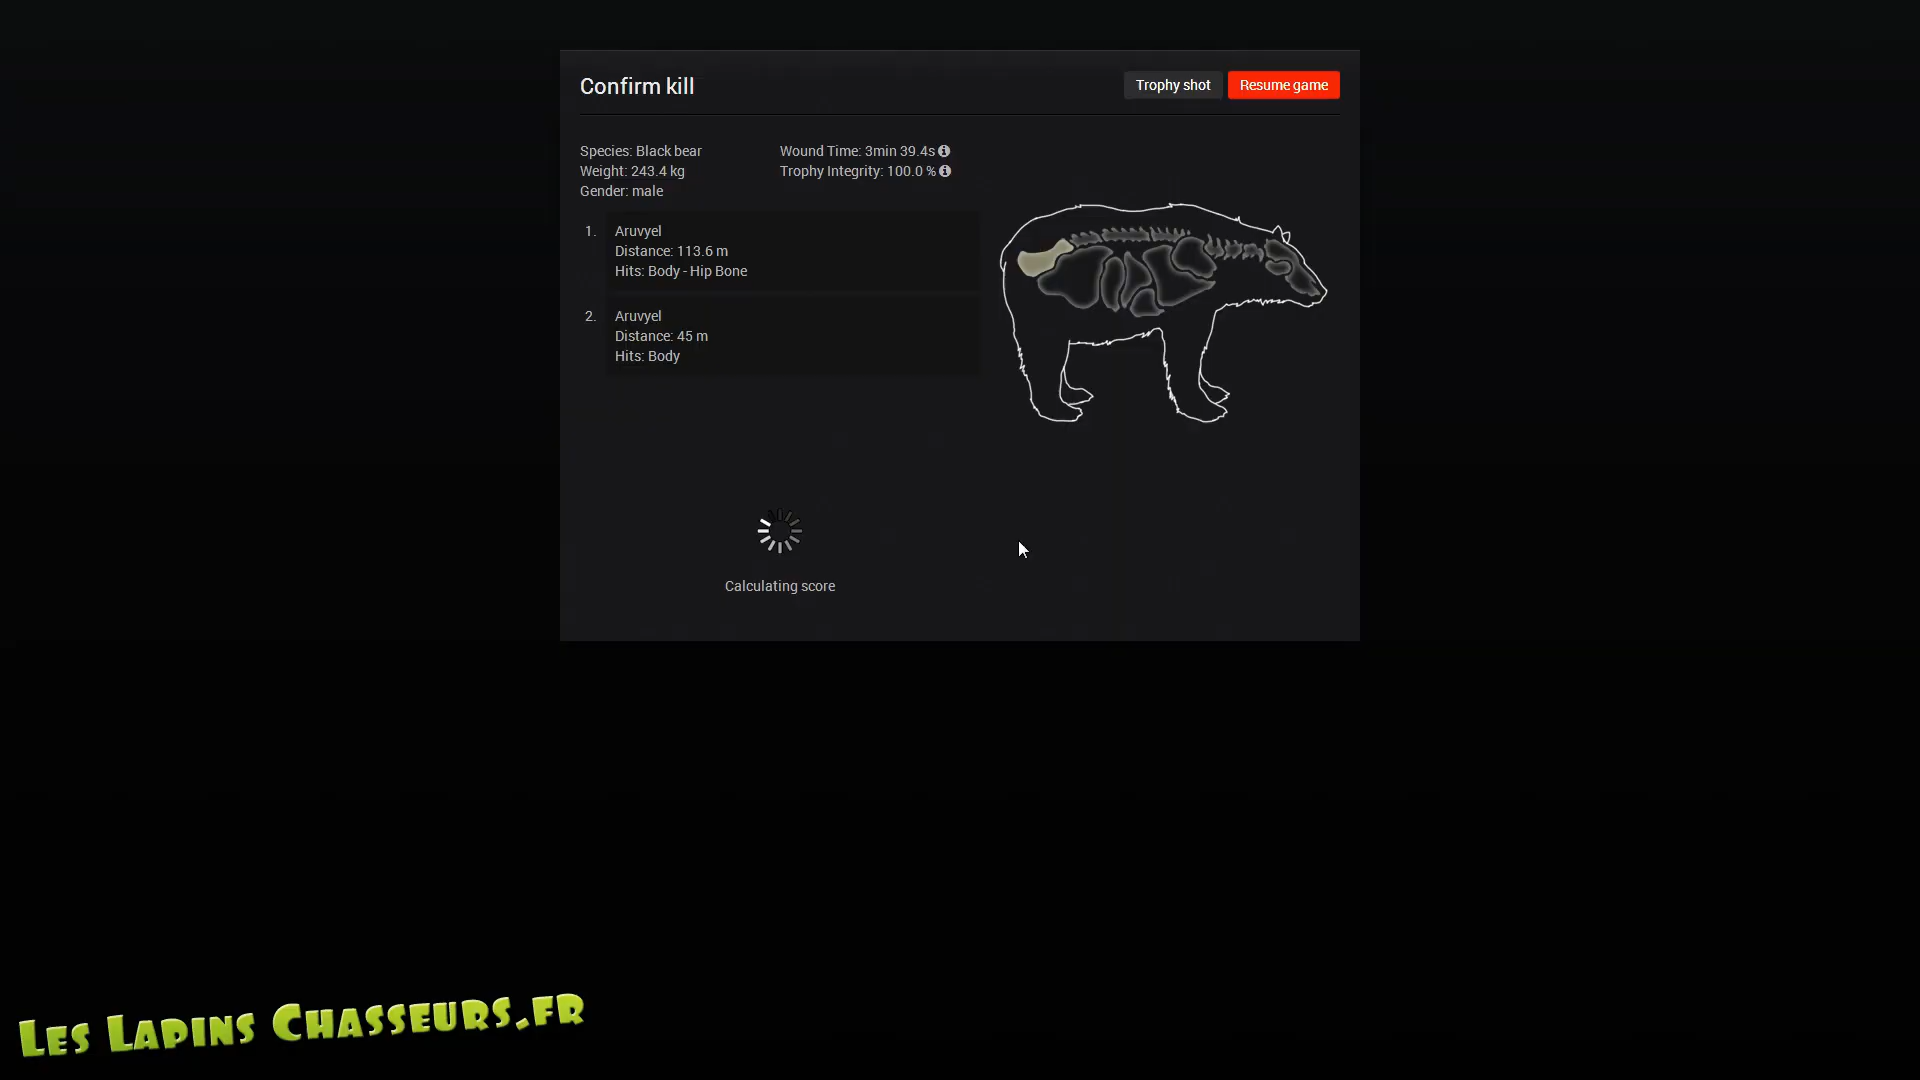 Confirm kill
Trophy shot
Resume game
Species: Black bear
Weight: 243.4 kg
Gender: male
Wound Time: 3min 39.4s
Trophy Integrity: 100.0 %
1.
Aruvyel
Distance: 113.6 m
Hits: Body - Hip Bone
2.
Aruvyel
Distance: 45 m
Hits: Body
Calculating score
Les Lapins Chasseurs.fr